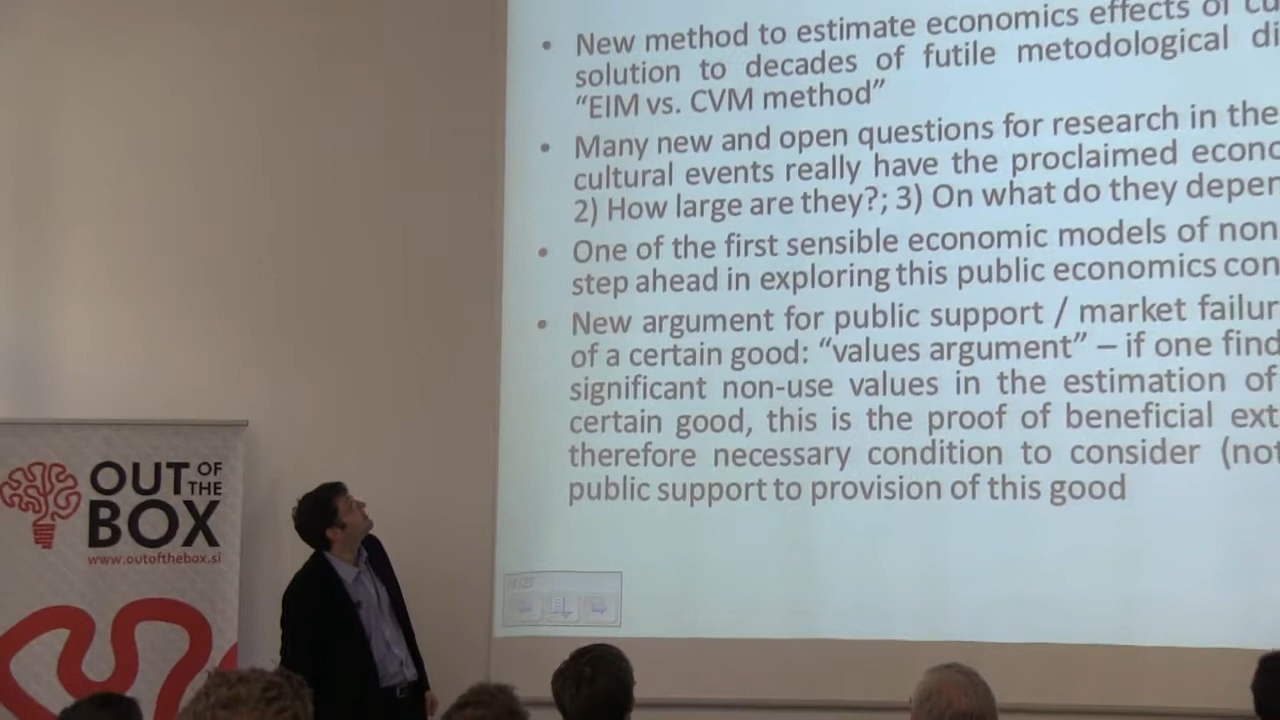 New method to estimate economics effects of cu
solution to decades of futile metodological di
“EIM vs. CVM method”
Many new and open questions for research in the
cultural events really have the proclaimed econo
2) How large are they?; 3) On what do they depen
One of the first sensible economic models of non
step ahead in exploring this public economics con
New argument for public support / market failur
of a certain good: “values argument” – if one find
significant non-use values in the estimation of
certain good, this is the proof of beneficial ext
therefore necessary condition to consider (not
public support to provision of this good
OUT OF THE
BOX
www.outofthebox.si